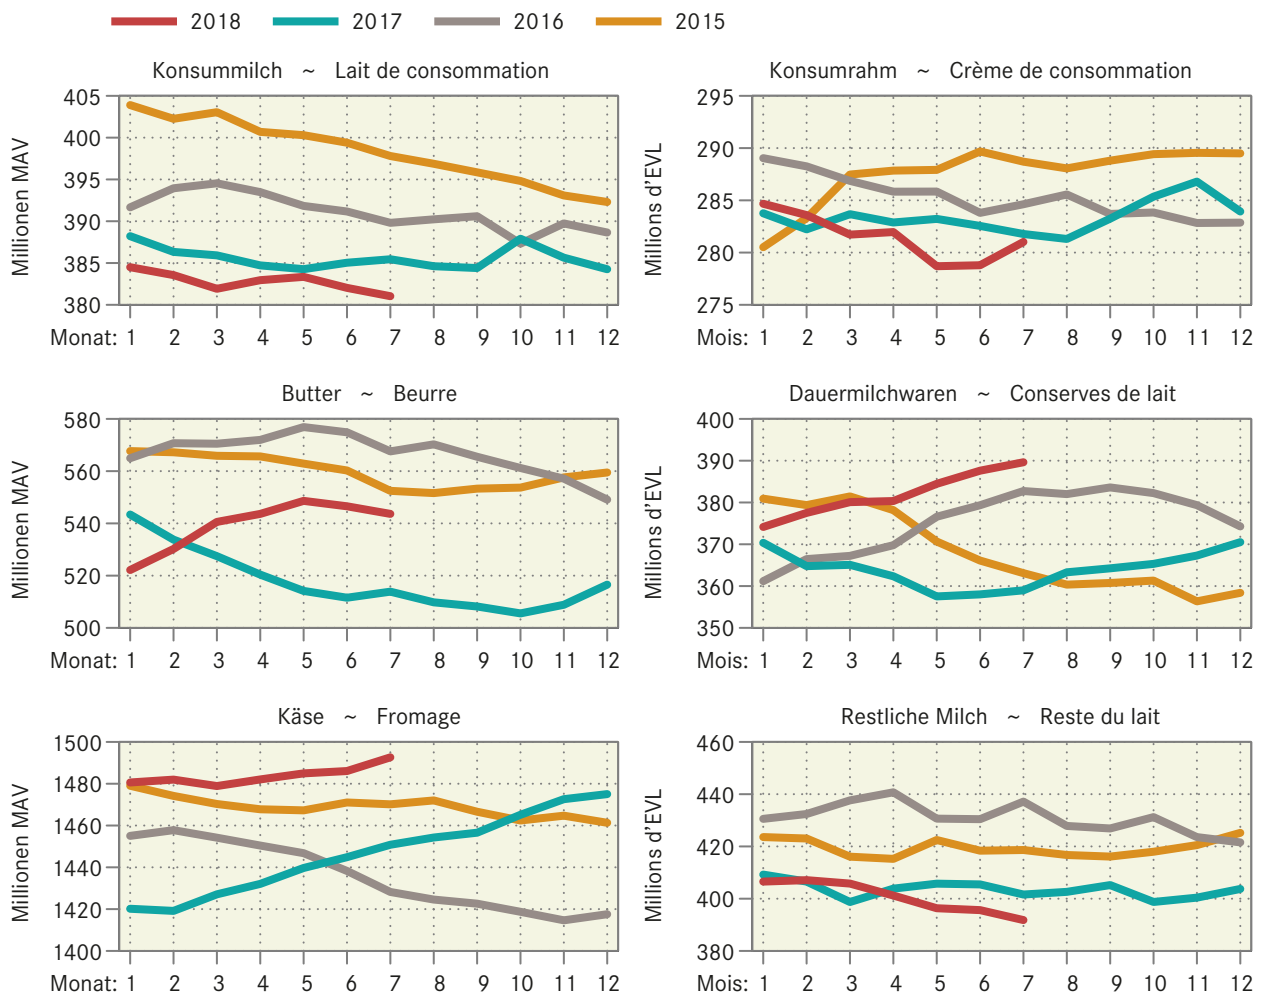 2018 2017 2016 2015
Konsummilch ~ Lait de consommation
Millionen MAV
405
400
395
390
385
380
Monat: 1 2 3 4 5 6 7 8 9 10 11 12
Konsumrahm ~ Crème de consommation
Millions d’EVL
295
290
285
280
275
Mois: 1 2 3 4 5 6 7 8 9 10 11 12
Butter ~ Beurre
Millionen MAV
580
560
540
520
500
Monat: 1 2 3 4 5 6 7 8 9 10 11 12
Dauermilchwaren ~ Conserves de lait
Millions d’EVL
400
390
380
370
360
350
Mois: 1 2 3 4 5 6 7 8 9 10 11 12
Käse ~ Fromage
Millionen MAV
1500
1480
1460
1440
1420
1400
Monat: 1 2 3 4 5 6 7 8 9 10 11 12
Restliche Milch ~ Reste du lait
Millions d’EVL
460
440
420
400
380
Mois: 1 2 3 4 5 6 7 8 9 10 11 12